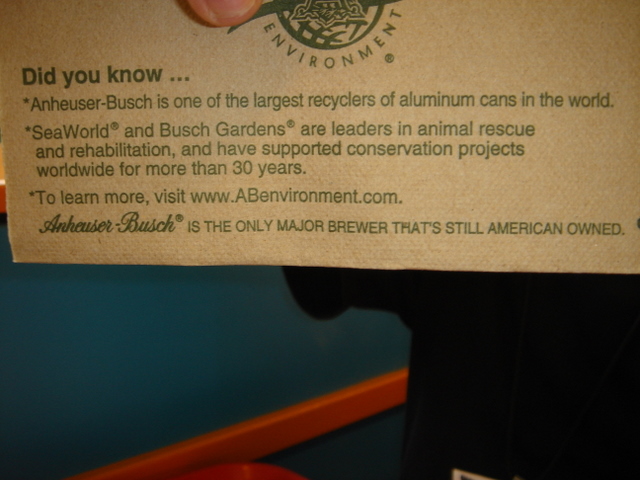 ENVIRONMENT®
Did you know ...
*Anheuser-Busch is one of the largest recyclers of aluminum cans in the world.
*SeaWorld® and Busch Gardens® are leaders in animal rescue
and rehabilitation, and have supported conservation projects
worldwide for more than 30 years.
*To learn more, visit www.ABenvironment.com.
Anheuser-Busch® IS THE ONLY MAJOR BREWER THAT'S STILL AMERICAN OWNED.